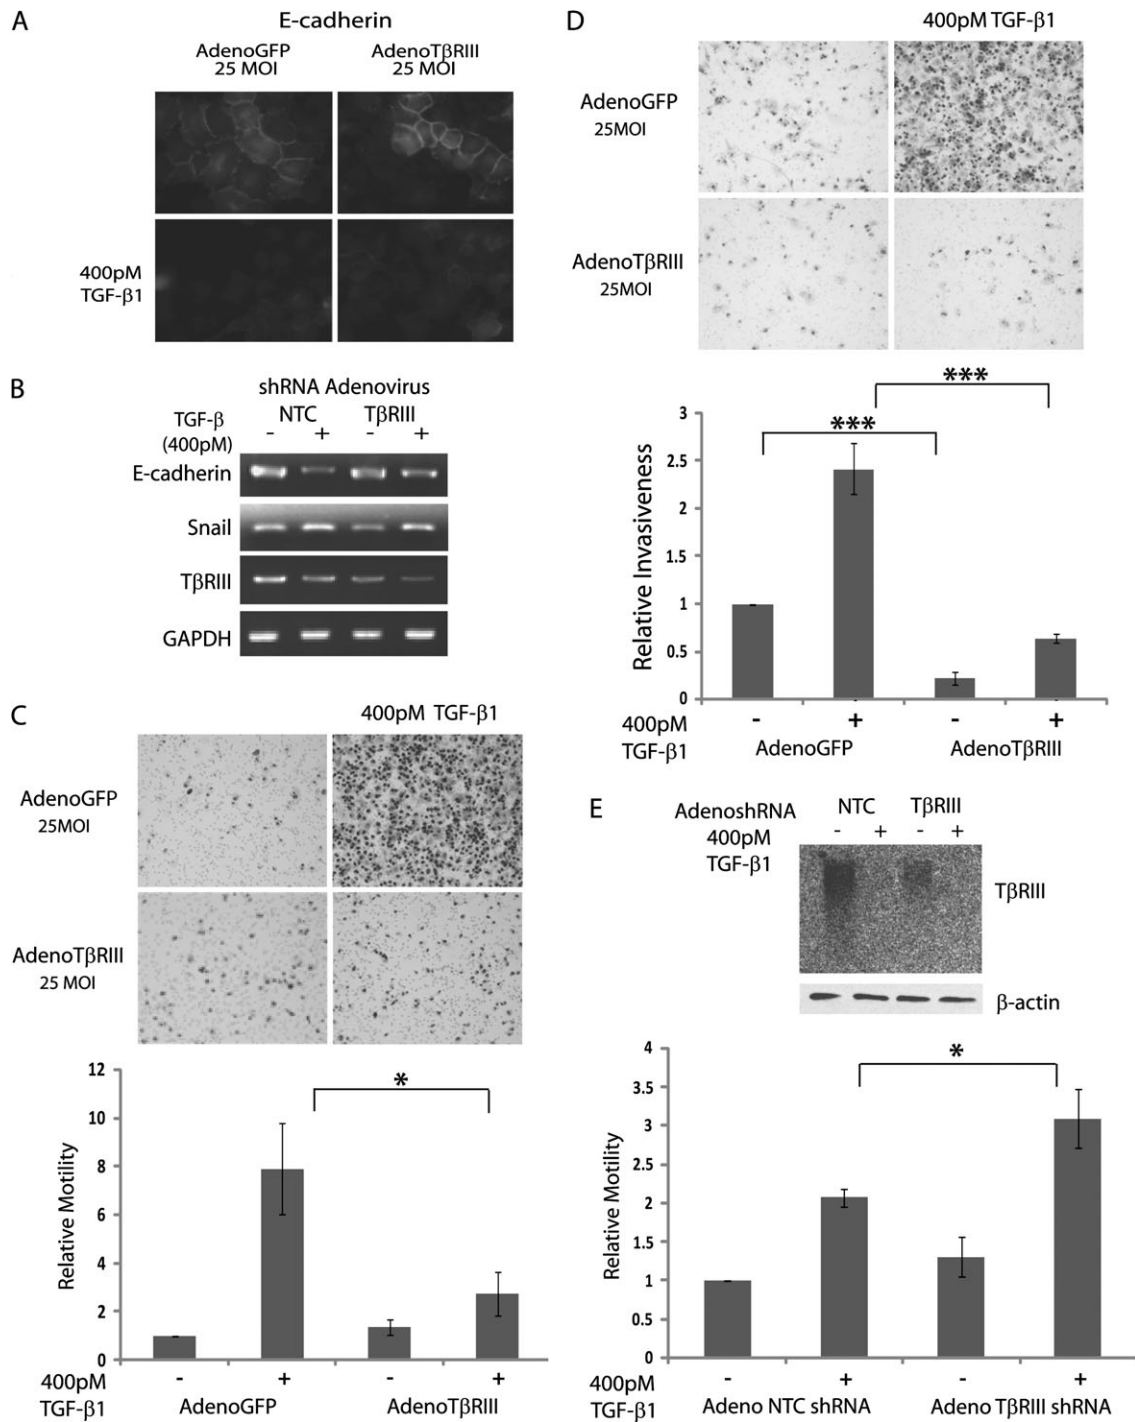 A
E-cadherin
AdenoGFP
25 MOI
AdenoTβRIII
25 MOI
400pM
TGF-β1
B
shRNA Adenovirus
TGF-β
(400pM)
NTC
TβRIII
- + - +
E-cadherin
Snail
TβRIII
GAPDH
C
400pM TGF-β1
AdenoGFP
25MOI
AdenoTβRIII
25 MOI
*
Relative Motility
12
10
8
6
4
2
0
400pM
TGF-β1
- + - +
AdenoGFP
AdenoTβRIII
D
400pM TGF-β1
AdenoGFP
25MOI
AdenoTβRIII
25MOI
***
***
Relative Invasiveness
3
2.5
2
1.5
1
0.5
0
400pM
TGF-β1
- + - +
AdenoGFP
AdenoTβRIII
E
AdenoshRNA
NTC
TβRIII
400pM
TGF-β1
- + - +
TβRIII
β-actin
*
Relative Motility
4
3.5
3
2.5
2
1.5
1
0.5
0
400pM
TGF-β1
- + - +
Adeno NTC shRNA
Adeno TβRIII shRNA